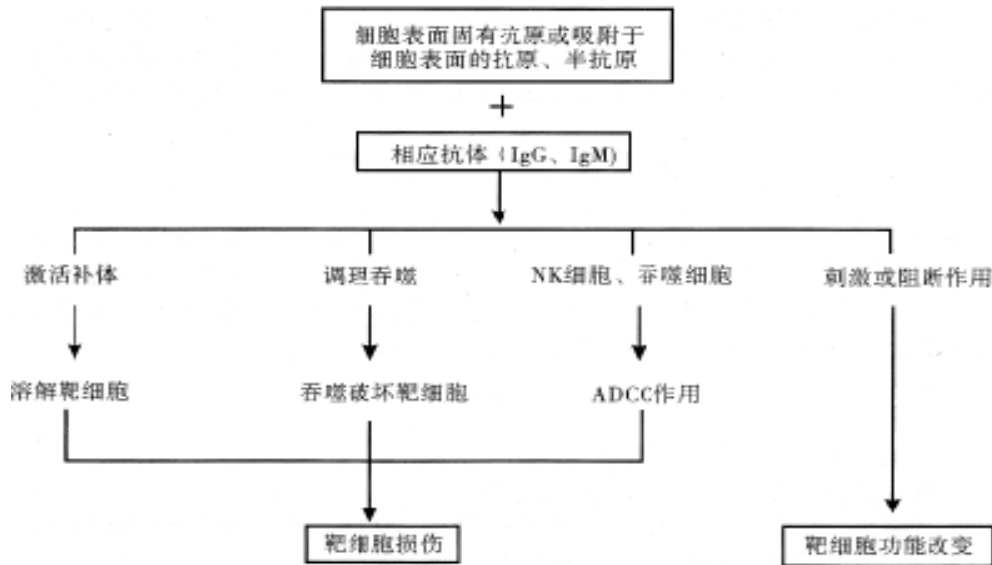 细胞表面固有抗原或吸附于
细胞表面的抗原、半抗原
+
相应抗体（IgG、IgM)
激活补体
调理吞噬
NK细胞、吞噬细胞
刺激或阻断作用
溶解靶细胞
吞噬破坏靶细胞
ADCC作用
靶细胞损伤
靶细胞功能改变